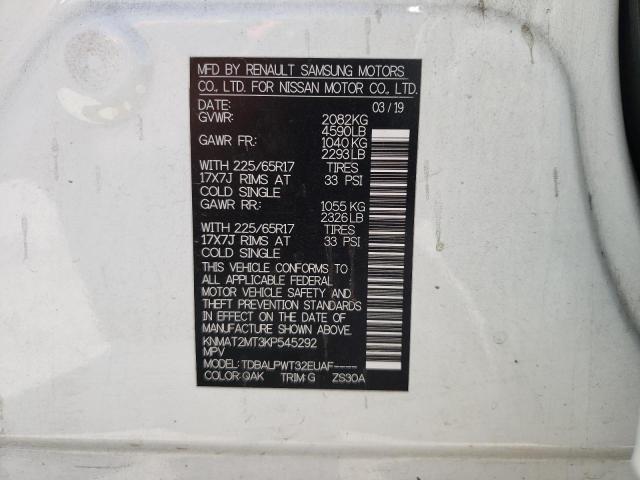 MFD BY RENAULT SAMSUNG MOTORS
CO., LTD. FOR NISSAN MOTOR CO., LTD.
DATE: 03/19
GVWR: 2082KG
4590LB
GAWR FR: 1040KG
2293LB
WITH 225/65R17 TIRES
17X7J RIMS AT 33 PSI
COLD SINGLE
GAWR RR: 1055KG
2326LB
WITH 225/65R17 TIRES
17X7J RIMS AT 33 PSI
COLD SINGLE
THIS VEHICLE CONFORMS TO
ALL APPLICABLE FEDERAL
MOTOR VEHICLE SAFETY AND
THEFT PREVENTION STANDARDS
IN EFFECT ON THE DATE OF
MANUFACTURE SHOWN ABOVE.
KNMAT2MT3KP545292
MPV
MODEL: TDBALPWT32EUAF----
COLOR: QAK TRIM: G ZS30A